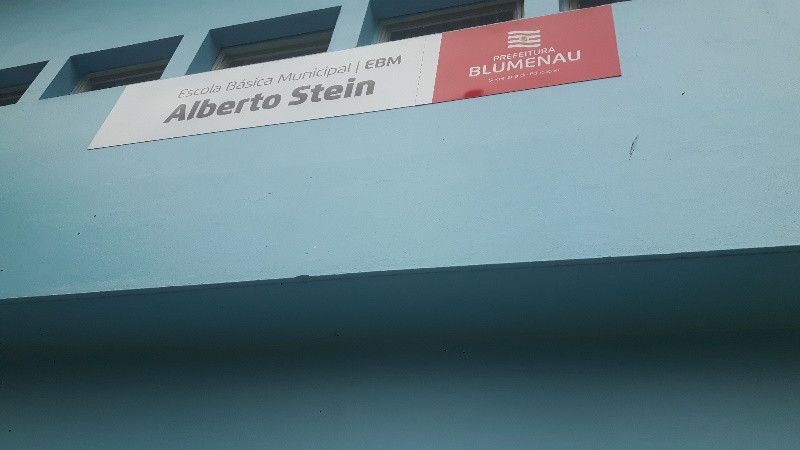 Escola Básica Municipal | EBM
Alberto Stein
PREFEITURA
BLUMENAU